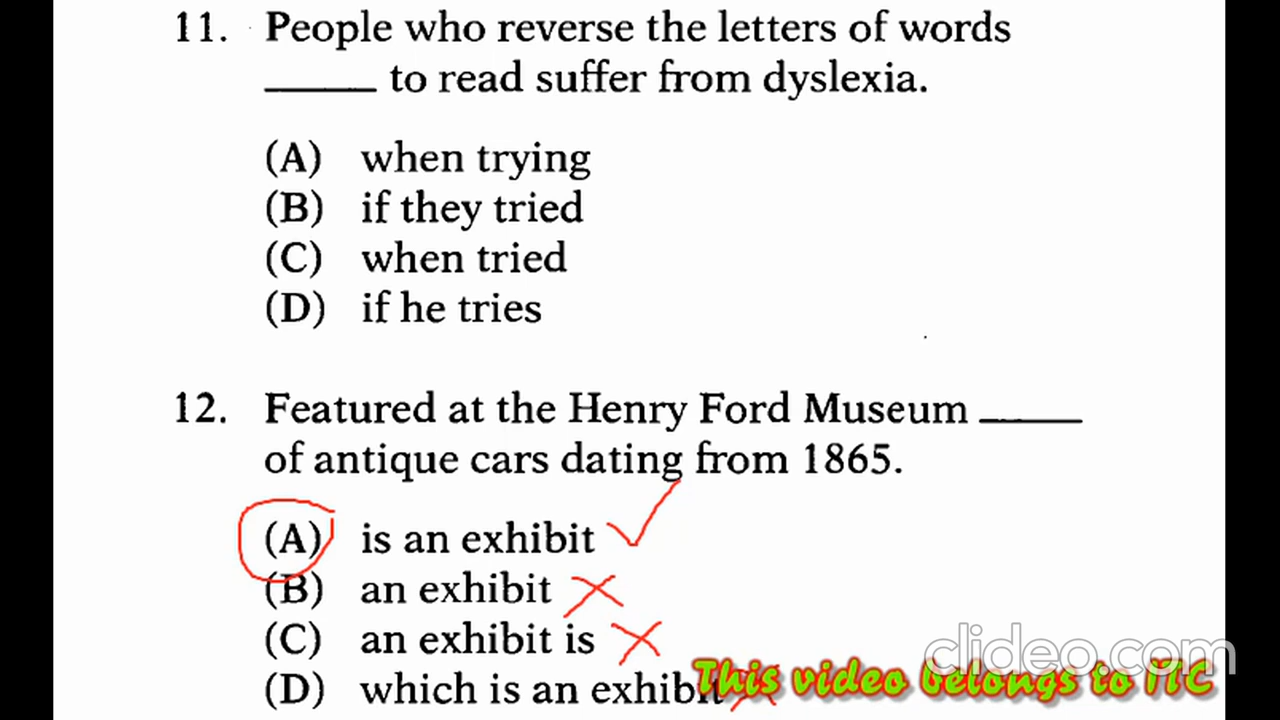 11. People who reverse the letters of words
_____ to read suffer from dyslexia.
(A) when trying
(B) if they tried
(C) when tried
(D) if he tries
12. Featured at the Henry Ford Museum _____
of antique cars dating from 1865.
(A) is an exhibit
(B) an exhibit
(C) an exhibit is
(D) which is an exhibit
clideo.com
This video belongs to ITC